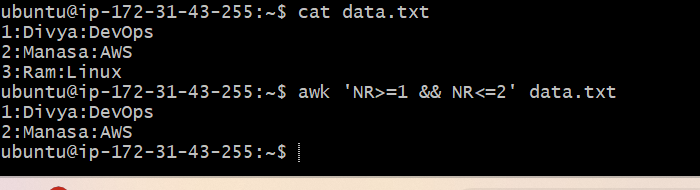 ubuntu@ip-172-31-43-255:~$ cat data.txt
1:Divya:DevOps
2:Manasa:AWS
3:Ram:Linux
ubuntu@ip-172-31-43-255:~$ awk 'NR>=1 && NR<=2' data.txt
1:Divya:DevOps
2:Manasa:AWS
ubuntu@ip-172-31-43-255:~$